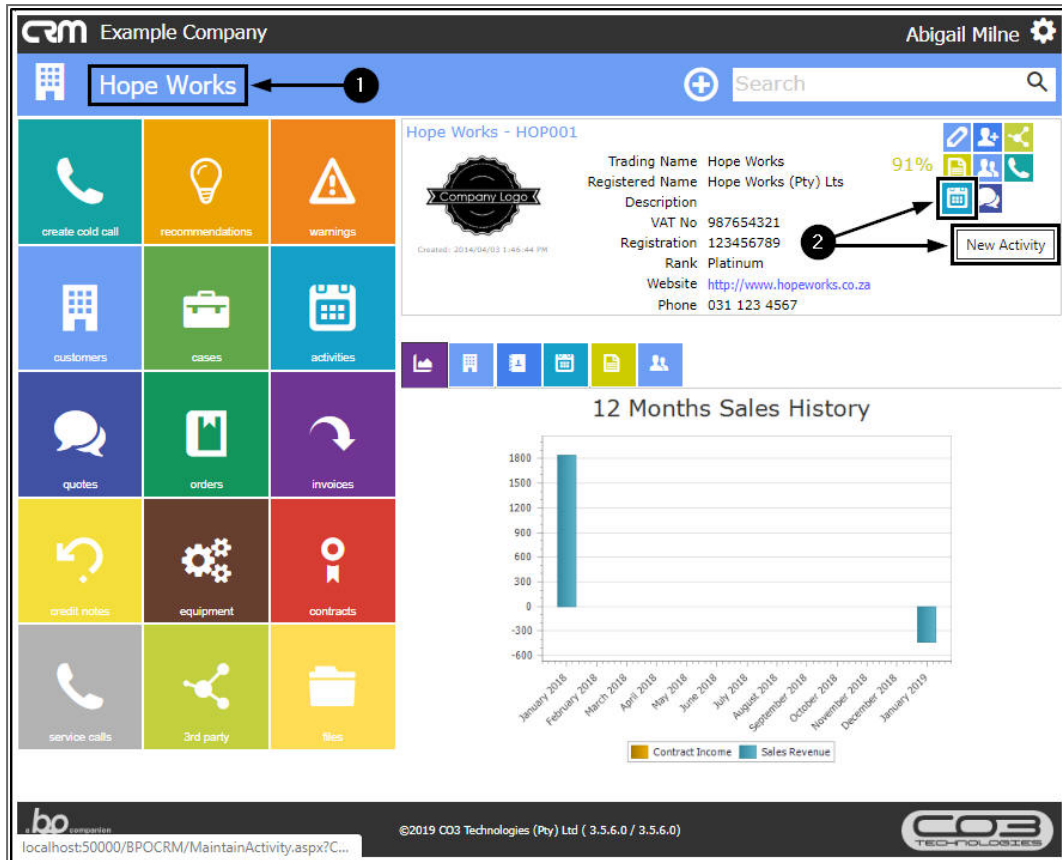 CRM Example Company
Abigail Milne
Hope Works
1
Search
create cold call
recommendations
warnings
customers
cases
activities
quotes
orders
invoices
credit notes
equipment
contracts
service calls
3rd party
files
Hope Works - HOP001
Company Logo
Created: 2014/04/03 1:46:44 PM
Trading Name Hope Works
Registered Name Hope Works (Pty) Lts
Description
VAT No 987654321
Registration 123456789
Rank Platinum
Website http://www.hopeworks.co.za
Phone 031 123 4567
91%
2
New Activity
12 Months Sales History
1800
1500
1200
900
600
300
0
-300
-600
January 2018
February 2018
March 2018
April 2018
May 2018
June 2018
July 2018
August 2018
September 2018
October 2018
November 2018
December 2018
January 2019
Contract Income
Sales Revenue
a bpo companion
©2019 CO3 Technologies (Pty) Ltd ( 3.5.6.0 / 3.5.6.0)
CO3
TECHNOLOGIES
localhost:50000/BPOCRM/MaintainActivity.aspx?C...